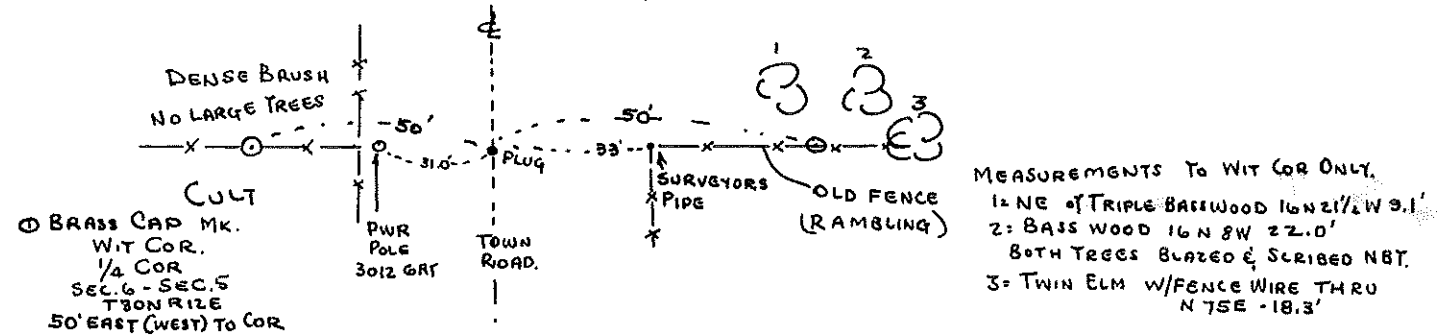 ℄
DENSE BRUSH
NO LARGE TREES
1
2
3
50'
50'
31.0'
PLUG
33'
CULT
① BRASS CAP MK.
WIT COR.
1/4 COR
SEC.6 - SEC.5
T30N R12E
50' EAST (WEST) TO COR
PWR
POLE
3012 GRT
TOWN
ROAD.
SURVEYORS
PIPE
OLD FENCE
(RAMBLING)
MEASUREMENTS TO WIT COR ONLY.
1= NE OF TRIPLE BASSWOOD 16 N21½W 9.1'
2: BASS WOOD 16 N 8W 22.0'
BOTH TREES BLAZED & SCRIBED NBT.
3= TWIN ELM W/FENCE WIRE THRU
N 75E - 18.3'